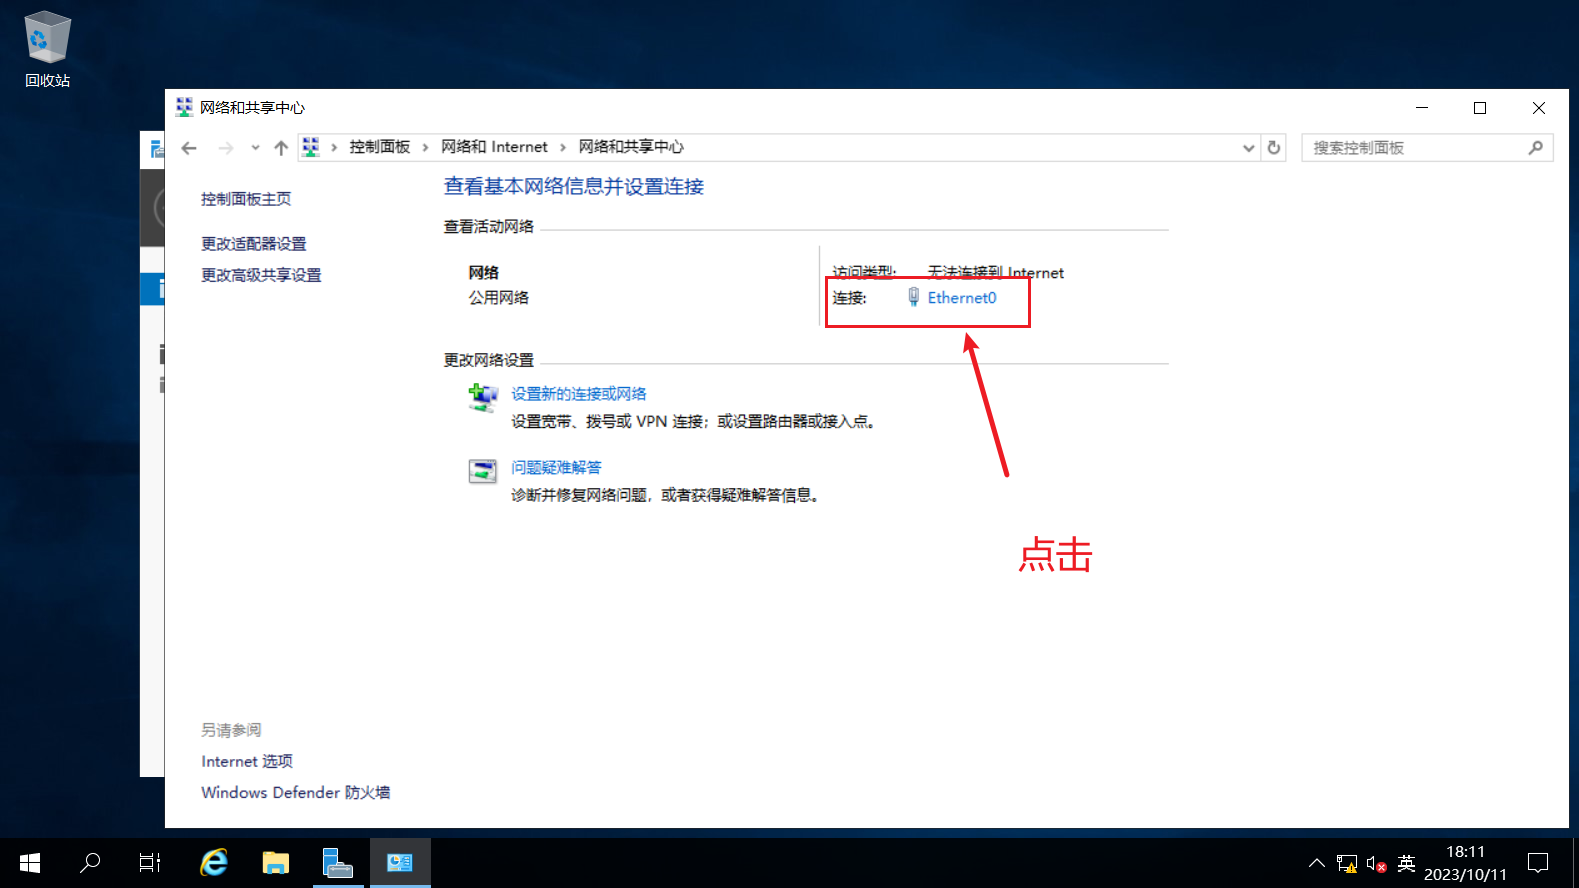 回收站
网络和共享中心
控制面板 > 网络和 Internet > 网络和共享中心
搜索控制面板
控制面板主页
更改适配器设置
更改高级共享设置
查看基本网络信息并设置连接
查看活动网络
网络
公用网络
访问类型: 无法连接到 Internet
连接: Ethernet0
更改网络设置
设置新的连接或网络
设置宽带、拨号或 VPN 连接；或设置路由器或接入点。
问题疑难解答
诊断并修复网络问题，或者获得疑难解答信息。
点击
另请参阅
Internet 选项
Windows Defender 防火墙
英
18:11
2023/10/11